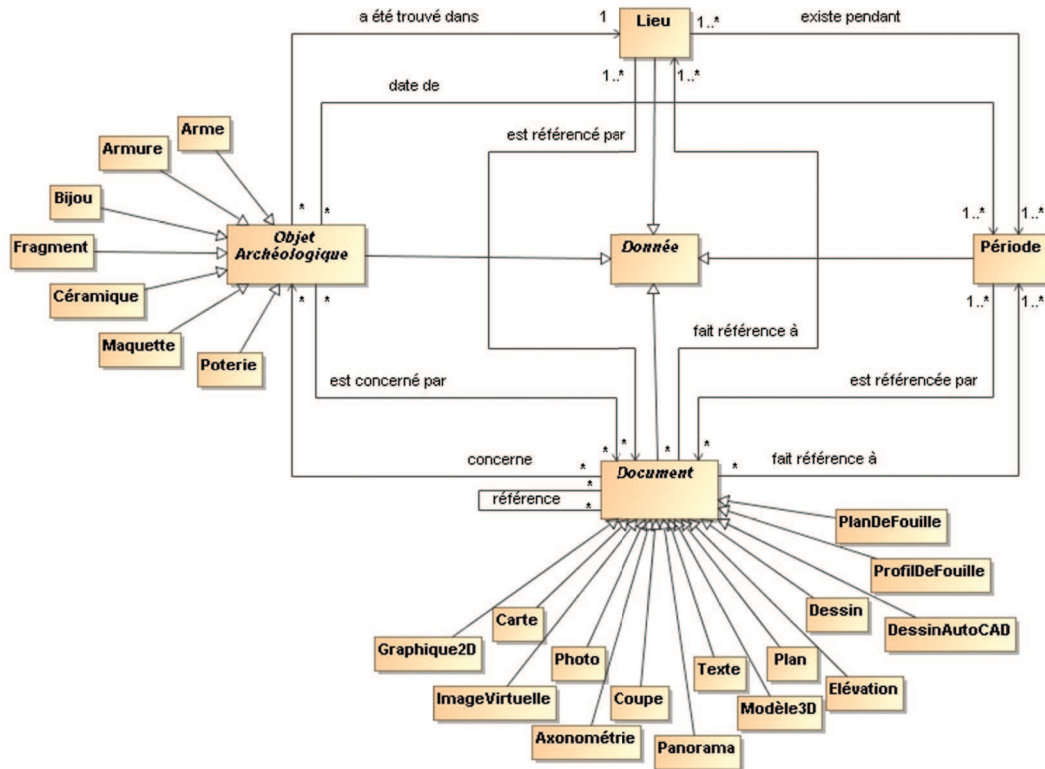 a été trouvé dans
1
Lieu
1..*
existe pendant
1..*
1..*
date de
est référencé par
Arme
Armure
Bijou
Fragment
Céramique
Maquette
Poterie
*
*
Objet
Archéologique
*
*
Donnée
1..*
1..*
Période
1..*
1..*
fait référence à
est concerné par
est référencée par
concerne
*
*
*
*
*
*
fait référence à
*
Document
*
référence
*
PlanDeFouille
ProfilDeFouille
Dessin
DessinAutoCAD
Carte
Graphique2D
Photo
Texte
Plan
Elévation
ImageVirtuelle
Coupe
Modèle3D
Axonométrie
Panorama